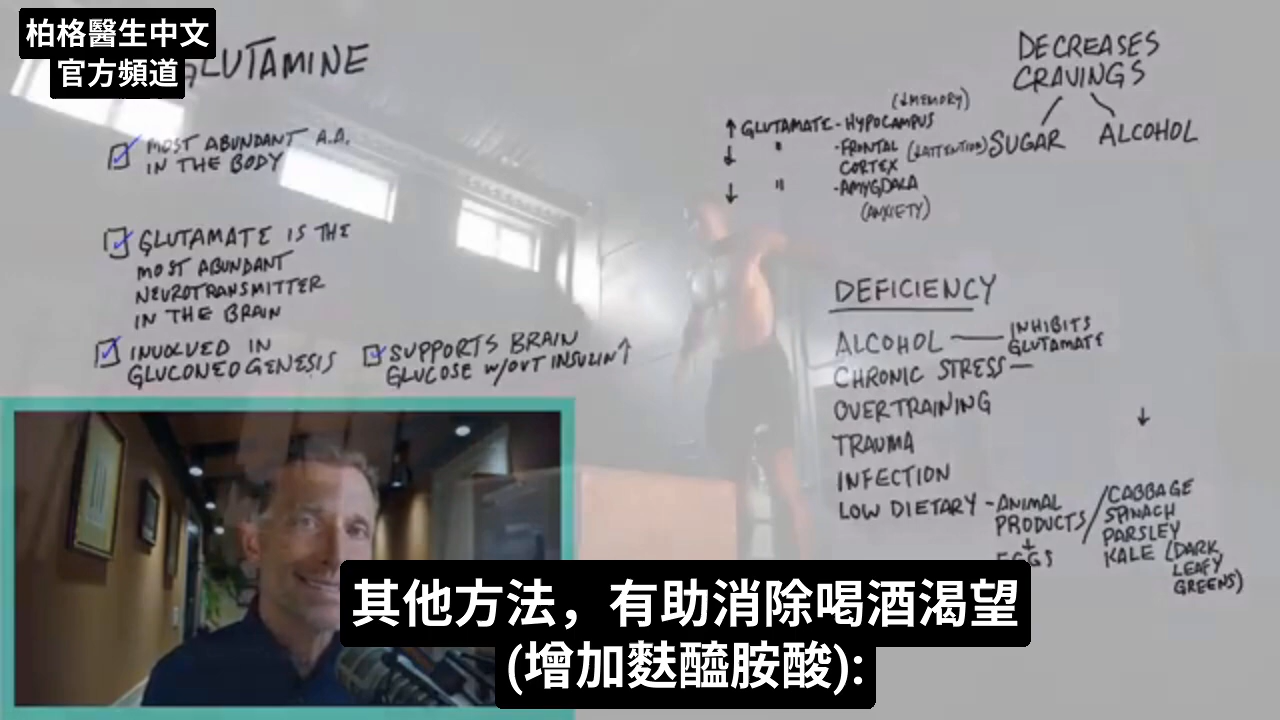 柏格醫生中文
官方頻道
GLUTAMINE
MOST ABUNDANT A.A.
IN THE BODY
GLUTAMATE IS THE
MOST ABUNDANT
NEUROTRANSMITTER
IN THE BRAIN
INVOLVED IN
GLUCONEOGENESIS
SUPPORTS BRAIN
GLUCOSE W/OUT INSULIN↑
(↓MEMORY)
↑ GLUTAMATE - HYPOCAMPUS
↓ " -FRONTAL (↓ATTENTION)
CORTEX
↓ " -AMYGDALA
(ANXIETY)
DECREASES
CRAVINGS
SUGAR ALCOHOL
DEFICIENCY
ALCOHOL — INHIBITS
GLUTAMATE
CHRONIC STRESS —
OVERTRAINING
↓
TRAUMA
INFECTION
LOW DIETARY - ANIMAL
PRODUCTS
+
EGGS
/ CABBAGE
SPINACH
PARSLEY
KALE (DARK
LEAFY
GREENS)
其他方法，有助消除喝酒渴望
(增加麩醯胺酸):